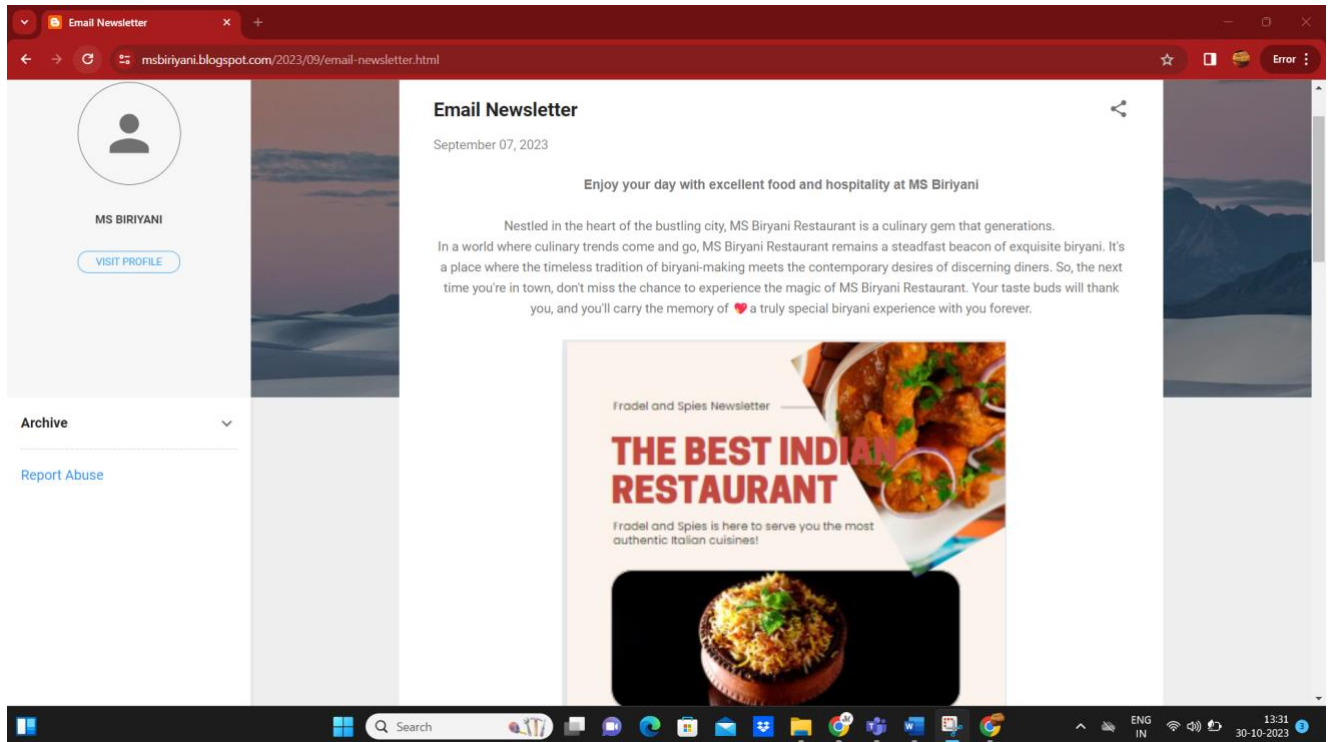 Email Newsletter
msbiriyani.blogspot.com/2023/09/email-newsletter.html
Error
MS BIRIYANI
VISIT PROFILE
Archive
Report Abuse
Email Newsletter
September 07, 2023
Enjoy your day with excellent food and hospitality at MS Biriyani
Nestled in the heart of the bustling city, MS Biryani Restaurant is a culinary gem that generations.
In a world where culinary trends come and go, MS Biryani Restaurant remains a steadfast beacon of exquisite biryani. It's
a place where the timeless tradition of biryani-making meets the contemporary desires of discerning diners. So, the next
time you're in town, don't miss the chance to experience the magic of MS Biryani Restaurant. Your taste buds will thank
you, and you'll carry the memory of 💖 a truly special biryani experience with you forever.
Fradel and Spies Newsletter
THE BEST INDIAN
RESTAURANT
Fradel and Spies is here to serve you the most
authentic Italian cuisines!
Search
ENG
IN
13:31
30-10-2023
3